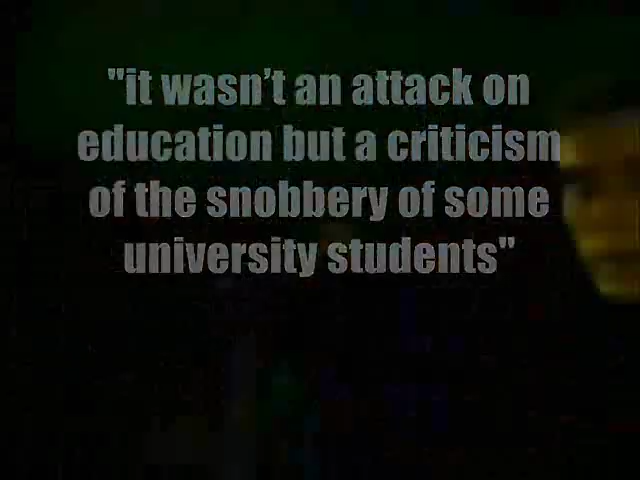 "it wasn’t an attack on
education but a criticism
of the snobbery of some
university students"